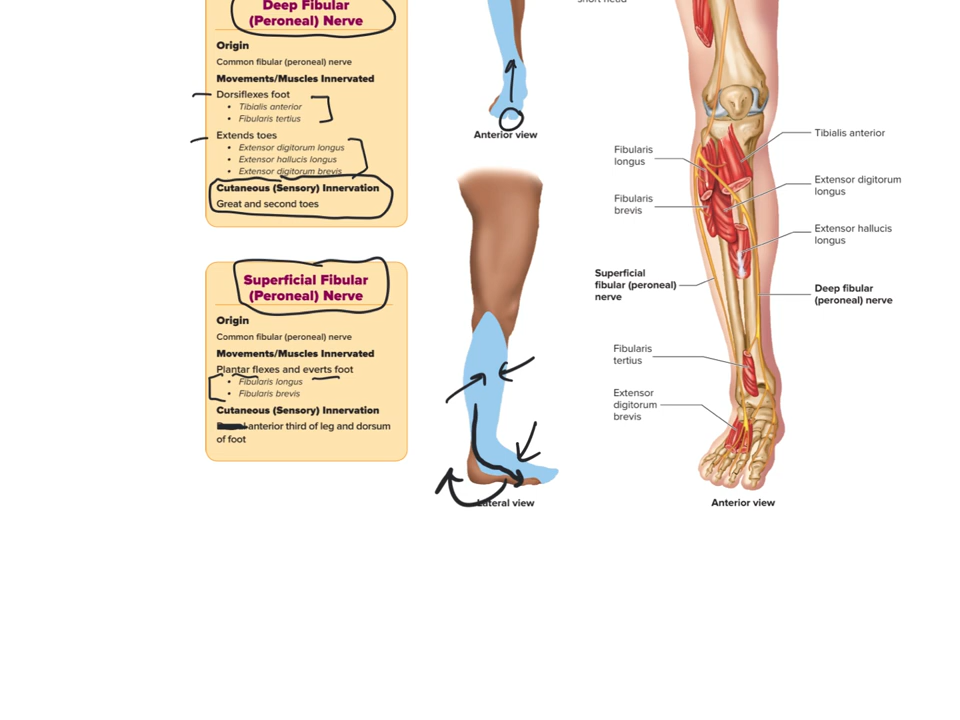 Deep Fibular
(Peroneal) Nerve
Origin
Common fibular (peroneal) nerve
Movements/Muscles Innervated
Dorsiflexes foot
• Tibialis anterior
• Fibularis tertius
Extends toes
• Extensor digitorum longus
• Extensor hallucis longus
• Extensor digitorum brevis
Cutaneous (Sensory) Innervation
Great and second toes
Superficial Fibular
(Peroneal) Nerve
Origin
Common fibular (peroneal) nerve
Movements/Muscles Innervated
Plantar flexes and everts foot
• Fibularis longus
• Fibularis brevis
Cutaneous (Sensory) Innervation
anterior third of leg and dorsum
of foot
Anterior view
Lateral view
short head
Fibularis
longus
Fibularis
brevis
Superficial
fibular (peroneal)
nerve
Fibularis
tertius
Extensor
digitorum
brevis
Tibialis anterior
Extensor digitorum
longus
Extensor hallucis
longus
Deep fibular
(peroneal) nerve
Anterior view